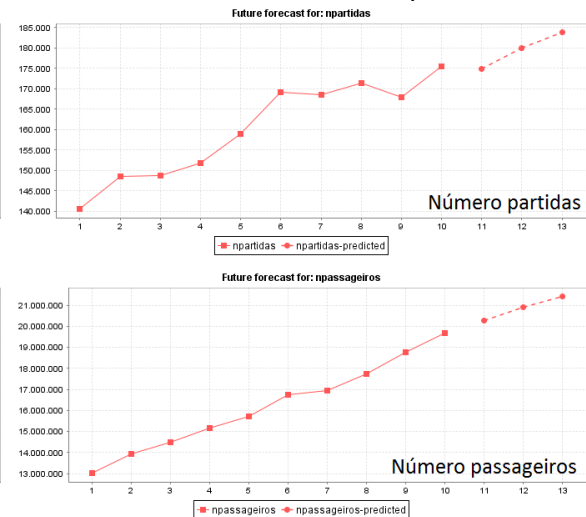 Future forecast for: npartidas
185.000
180.000
175.000
170.000
165.000
160.000
155.000
150.000
145.000
140.000
Número partidas
1 2 3 4 5 6 7 8 9 10 11 12 13
npartidas npartidas-predicted
Future forecast for: npassageiros
21.000.000
20.000.000
19.000.000
18.000.000
17.000.000
16.000.000
15.000.000
14.000.000
13.000.000
Número passageiros
1 2 3 4 5 6 7 8 9 10 11 12 13
npassageiros npassageiros-predicted